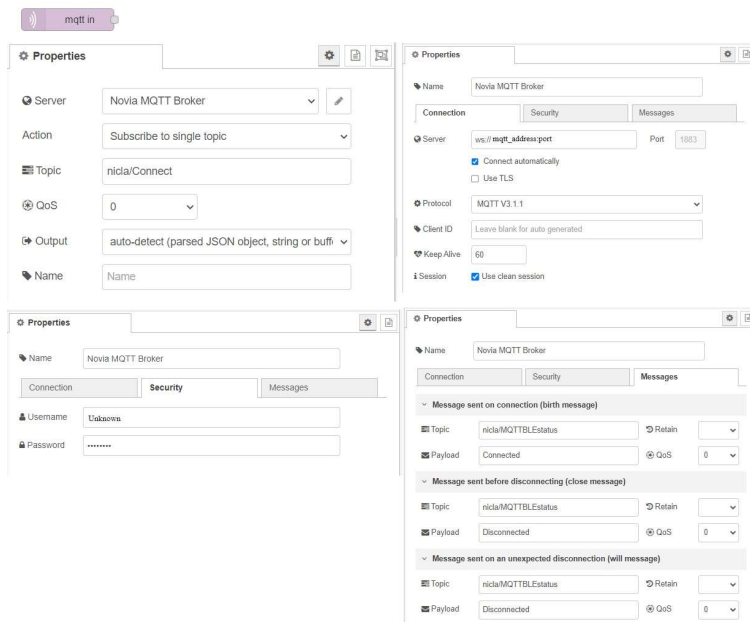 mqtt in
Properties
Server Novia MQTT Broker
Action Subscribe to single topic
Topic nicla/Connect
QoS 0
Output auto-detect (parsed JSON object, string or buff
Name Name
Properties
Name Novia MQTT Broker
Connection Security Messages
Server ws:// mqtt_address:port Port 1883
Connect automatically
Use TLS
Protocol MQTT V3.1.1
Client ID Leave blank for auto generated
Keep Alive 60
Session Use clean session
Properties
Name Novia MQTT Broker
Connection Security Messages
Username Unknown
Password ••••••••
Properties
Name Novia MQTT Broker
Connection Security Messages
Message sent on connection (birth message)
Topic nicla/MQTTBLEstatus Retain
Payload Connected QoS 0
Message sent before disconnecting (close message)
Topic nicla/MQTTBLEstatus Retain
Payload Disconnected QoS 0
Message sent on an unexpected disconnection (will message)
Topic nicla/MQTTBLEstatus Retain
Payload Disconnected QoS 0